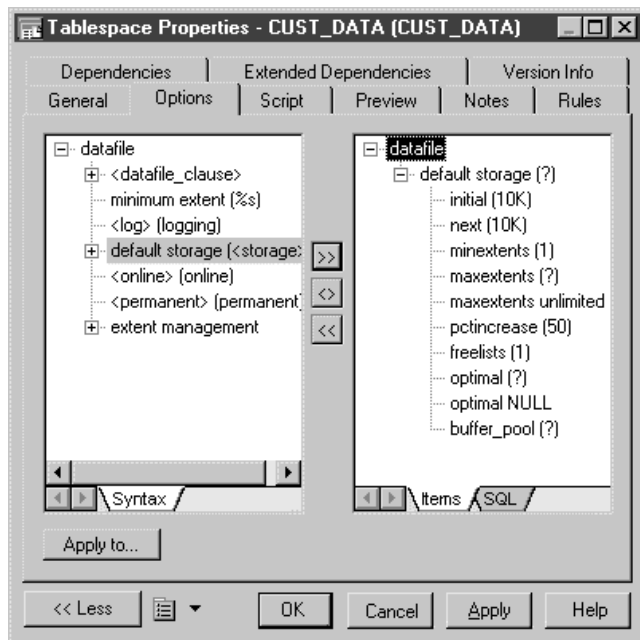 Tablespace Properties - CUST_DATA (CUST_DATA)
Dependencies Extended Dependencies Version Info
General Options Script Preview Notes Rules
datafile
<datafile_clause>
minimum extent (%s)
<log> (logging)
default storage (<storage:
<online> (online)
<permanent> (permanent)
extent management
Syntax
>>
<>
<<
datafile
default storage (?)
initial (10K)
next (10K)
minextents (1)
maxextents (?)
maxextents unlimited
pctincrease (50)
freelists (1)
optimal (?)
optimal NULL
buffer_pool (?)
Items SQL
Apply to...
<< Less OK Cancel Apply Help